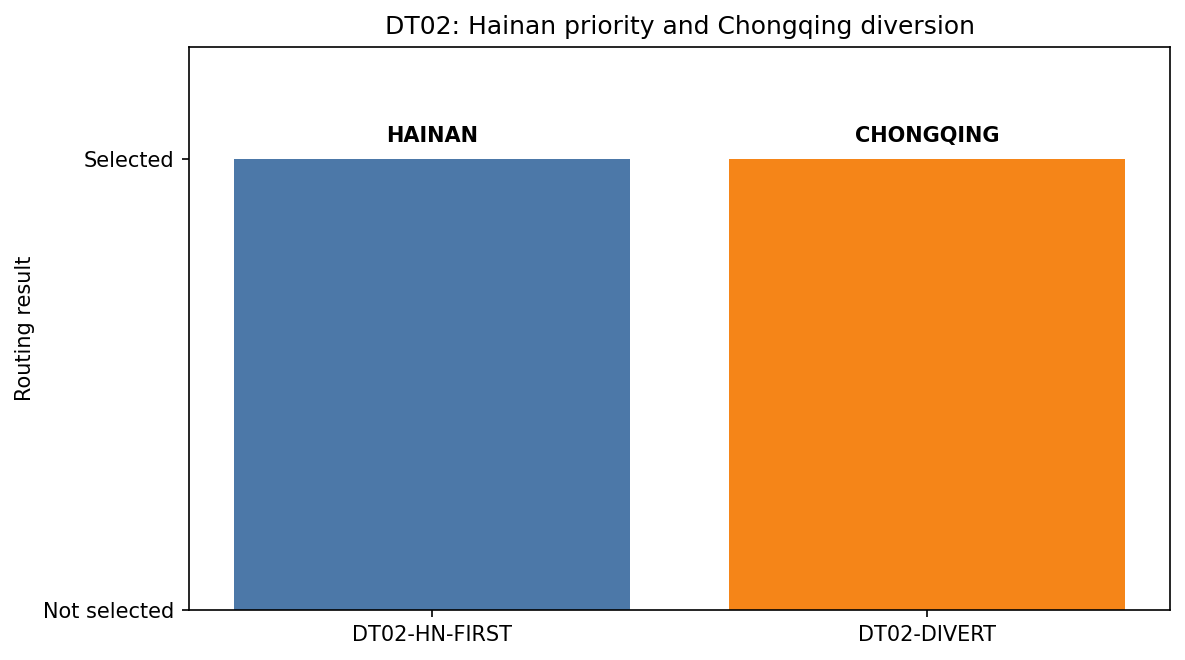 DT02: Hainan priority and Chongqing diversion
HAINAN
CHONGQING
Selected
Routing result
Not selected
DT02-HN-FIRST
DT02-DIVERT